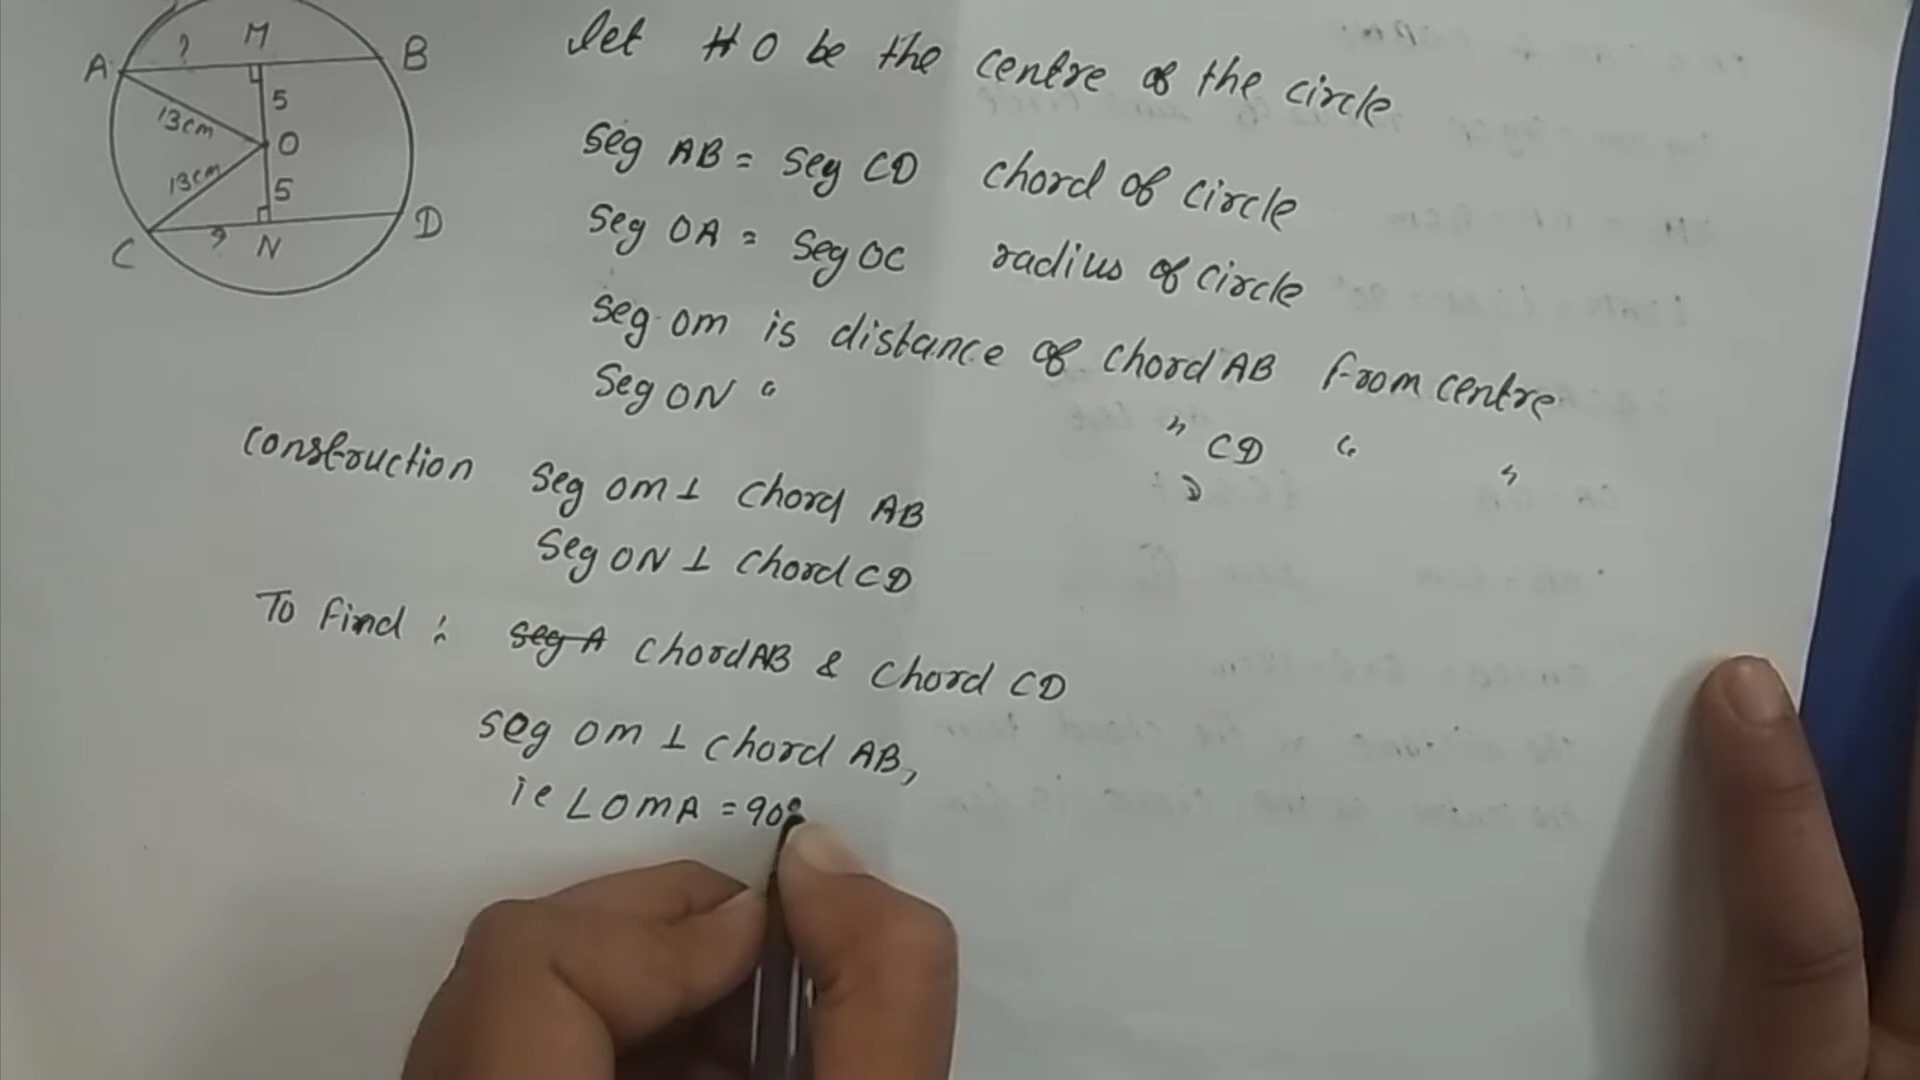 A ? M B
5
13cm O
13cm 5
C ? N D
let O be the centre of the circle
seg AB = seg CD chord of circle
Seg OA = Seg OC radius of circle
Seg om is distance of chord AB from centre
Seg ON " " CD " "
construction seg om ⊥ chord AB
Seg ON ⊥ chord CD
To find : seg A chord AB & chord CD
seg om ⊥ chord AB,
ie ∠OMA = 90°